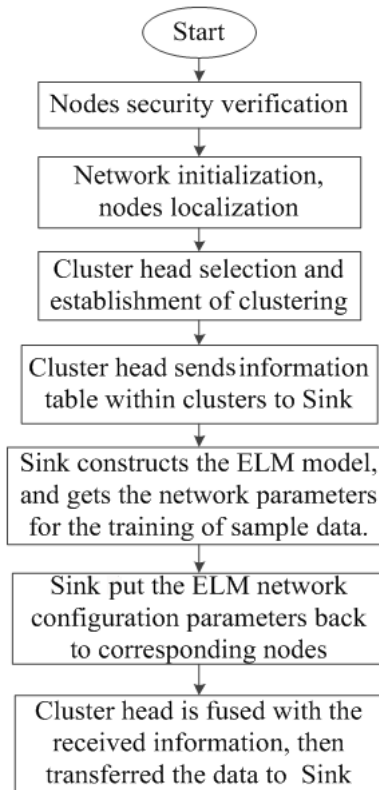 Start
Nodes security verification
Network initialization,
nodes localization
Cluster head selection and
establishment of clustering
Cluster head sends information
table within clusters to Sink
Sink constructs the ELM model,
and gets the network parameters
for the training of sample data.
Sink put the ELM network
configuration parameters back
to corresponding nodes
Cluster head is fused with the
received information, then
transferred the data to Sink